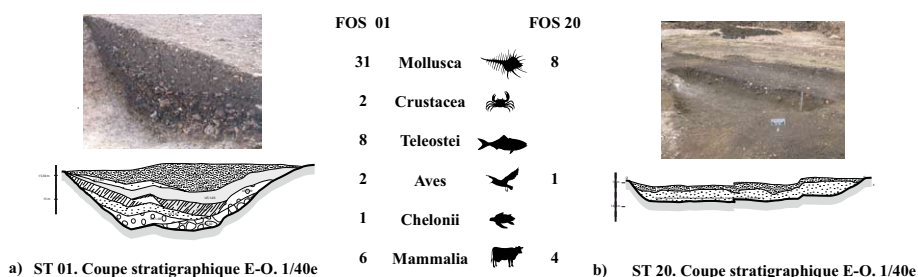 FOS 01 FOS 20
31 Mollusca 8
2 Crustacea
8 Teleostei
2 Aves 1
1 Chelonii
6 Mammalia 4
a) ST 01. Coupe stratigraphique E-O. 1/40e
b) ST 20. Coupe stratigraphique E-O. 1/40e